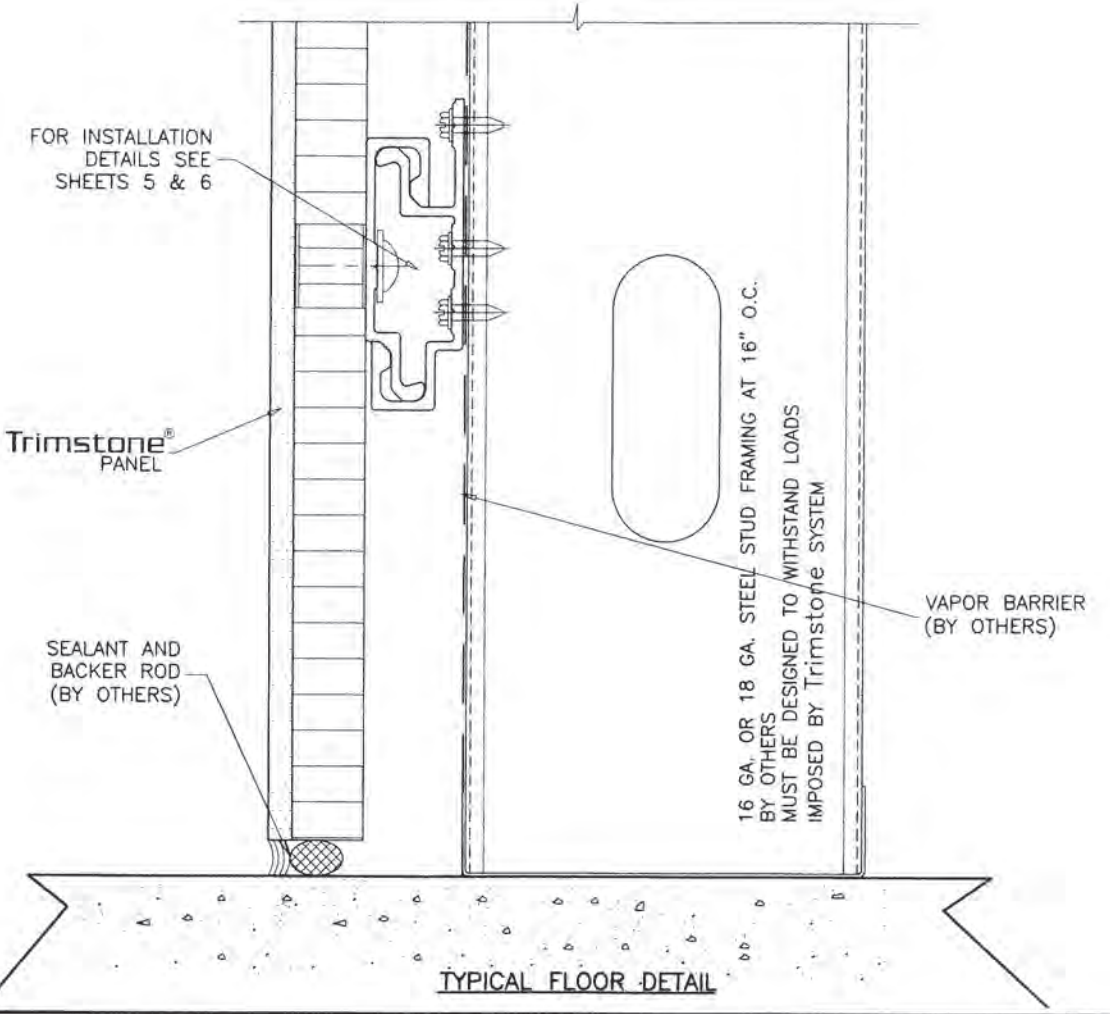 FOR INSTALLATION
DETAILS SEE
SHEETS 5 & 6
Trimstone®
PANEL
SEALANT AND
BACKER ROD
(BY OTHERS)
16 GA. OR 18 GA. STEEL STUD FRAMING AT 16" O.C.
BY OTHERS
MUST BE DESIGNED TO WITHSTAND LOADS
IMPOSED BY Trimstone SYSTEM
VAPOR BARRIER
(BY OTHERS)
TYPICAL FLOOR DETAIL